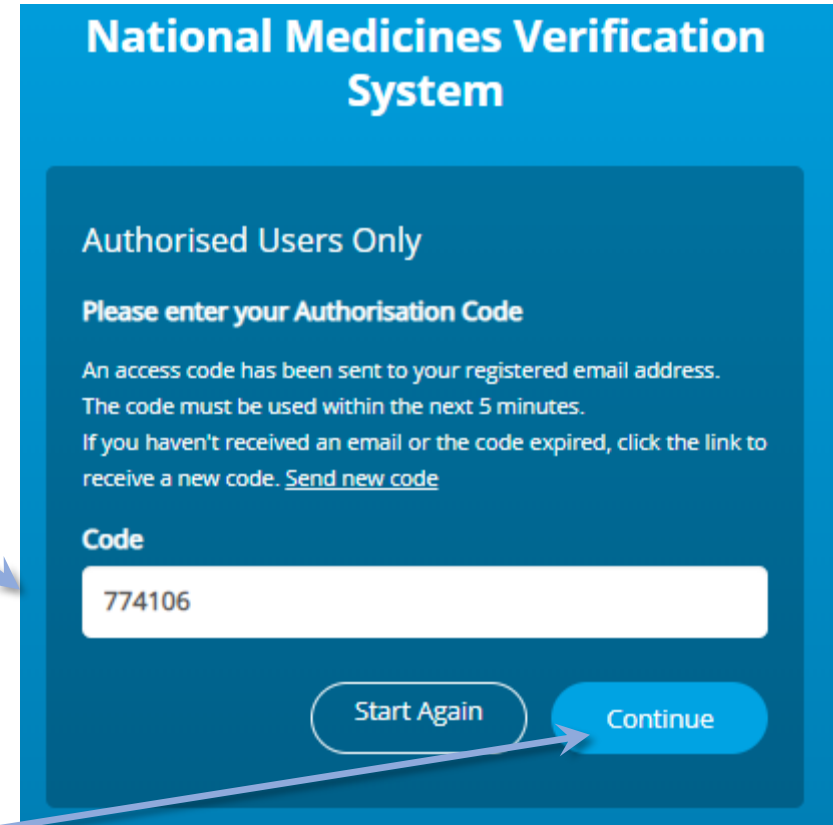 National Medicines Verification
System
Authorised Users Only
Please enter your Authorisation Code
An access code has been sent to your registered email address.
The code must be used within the next 5 minutes.
If you haven't received an email or the code expired, click the link to
receive a new code. Send new code
Code
774106
Start Again
Continue